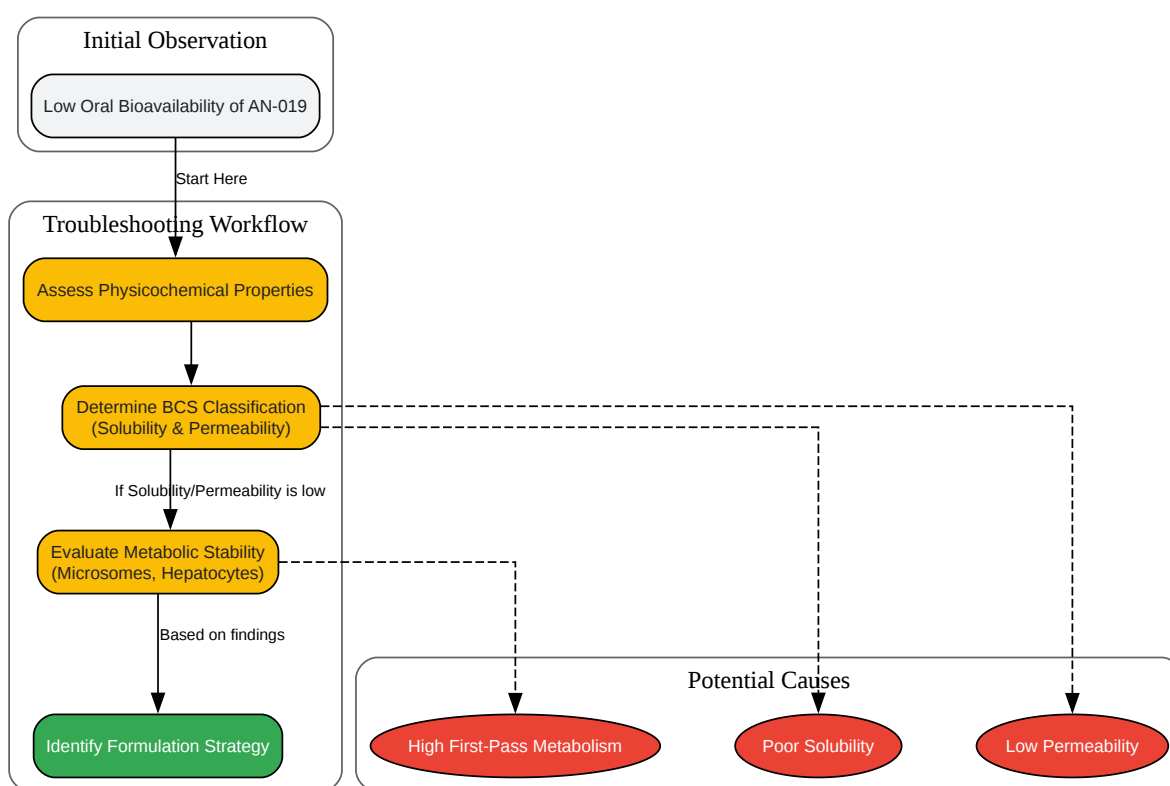 Initial Observation
Low Oral Bioavailability of AN-019
Start Here
Troubleshooting Workflow
Assess Physicochemical Properties
Determine BCS Classification
(Solubility & Permeability)
If Solubility/Permeability is low
Evaluate Metabolic Stability
(Microsomes, Hepatocytes)
Based on findings
Identify Formulation Strategy
Potential Causes
High First-Pass Metabolism
Poor Solubility
Low Permeability